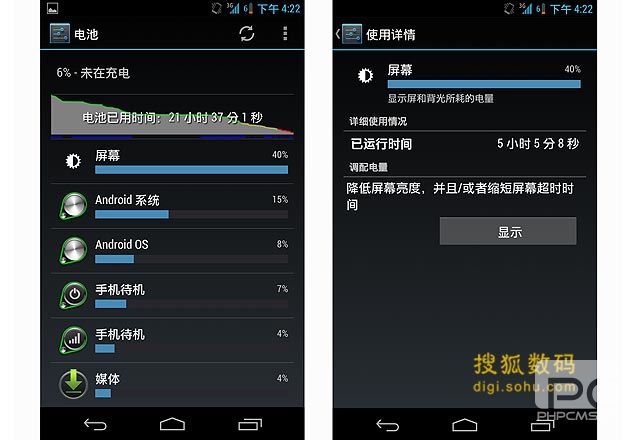 3G 6 下午 4:22
电池
6% - 未在充电
电池已用时间：21 小时 37 分 1 秒
屏幕 40%
Android 系统 15%
Android OS 8%
手机待机 7%
手机待机 4%
媒体 4%
3G 6 下午 4:22
使用详情
屏幕 40%
显示屏和背光所耗的电量
详细使用情况
已运行时间 5 小时 5 分 8 秒
调配电量
降低屏幕亮度，并且/或者缩短屏幕超时时
间
显示
搜狐数码
digi.sohu.com
PHPCMS